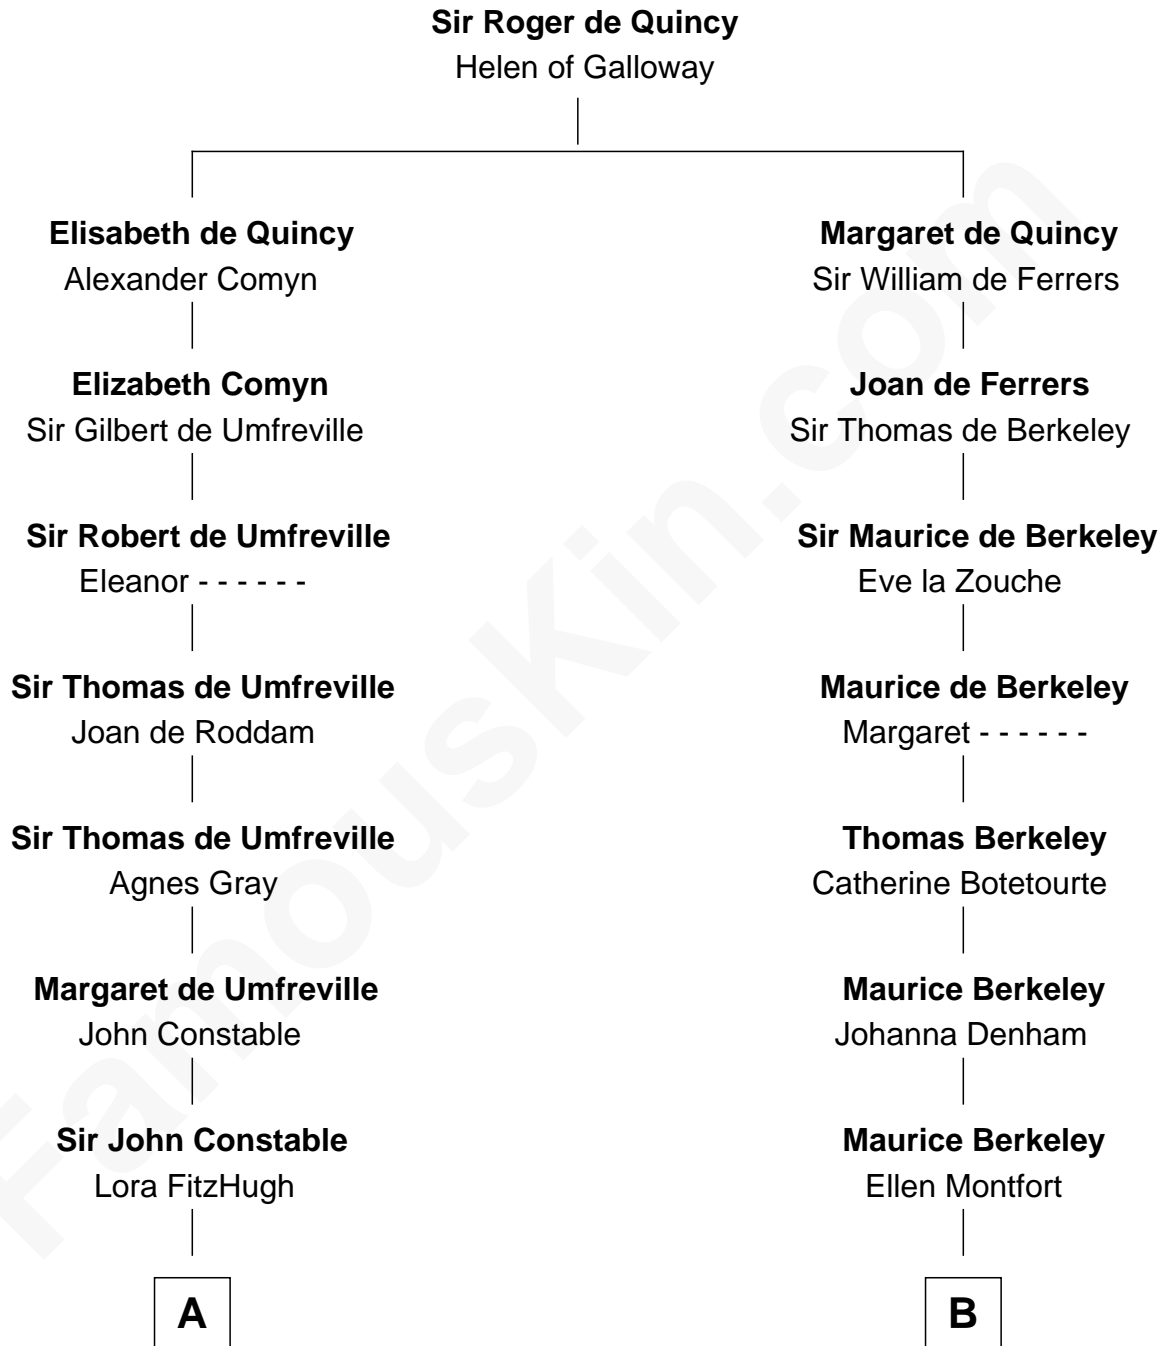 Sir Roger de Quincy
Helen of Galloway
Elisabeth de Quincy
Alexander Comyn
Margaret de Quincy
Sir William de Ferrers
Elizabeth Comyn
Sir Gilbert de Umfreville
Joan de Ferrers
Sir Thomas de Berkeley
Sir Robert de Umfreville
Eleanor - - - - - -
Sir Maurice de Berkeley
Eve la Zouche
Sir Thomas de Umfreville
Joan de Roddam
Maurice de Berkeley
Margaret - - - - - -
Sir Thomas de Umfreville
Agnes Gray
Thomas Berkeley
Catherine Botetourte
Margaret de Umfreville
John Constable
Maurice Berkeley
Johanna Denham
Sir John Constable
Lora FitzHugh
Maurice Berkeley
Ellen Montfort
A
B
FamousKin.com